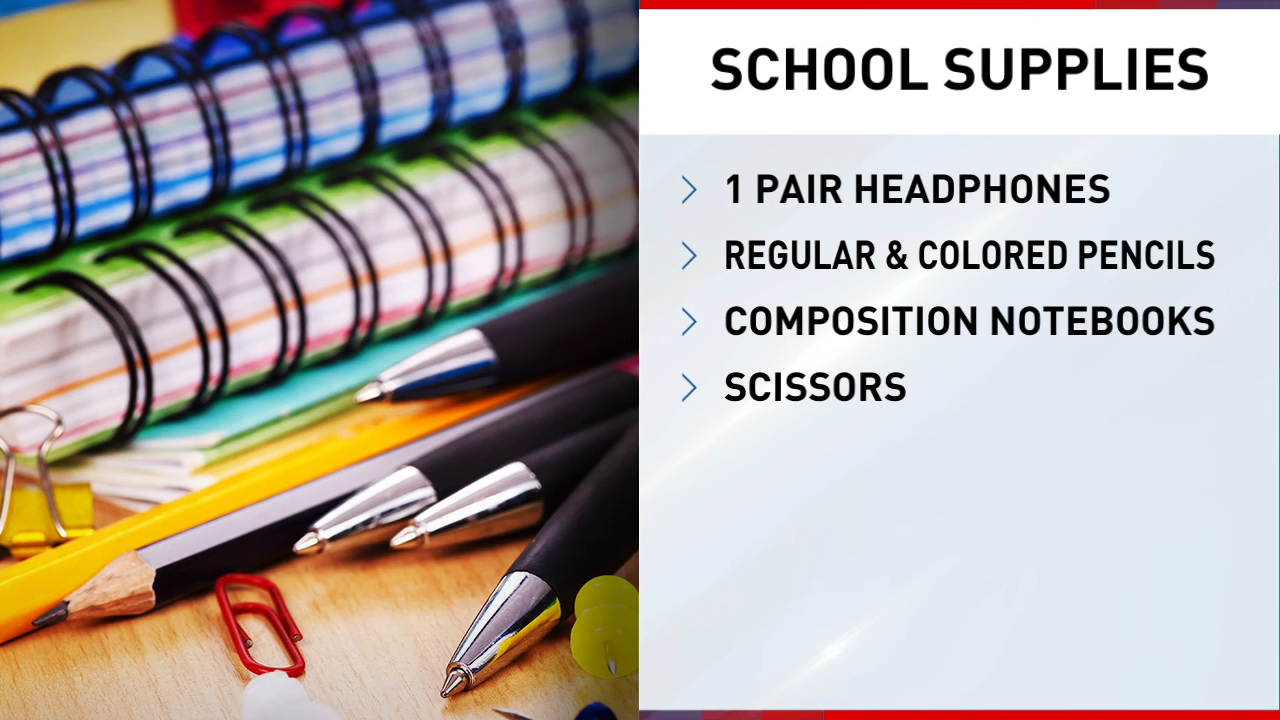 SCHOOL SUPPLIES
1 PAIR HEADPHONES
REGULAR & COLORED PENCILS
COMPOSITION NOTEBOOKS
SCISSORS